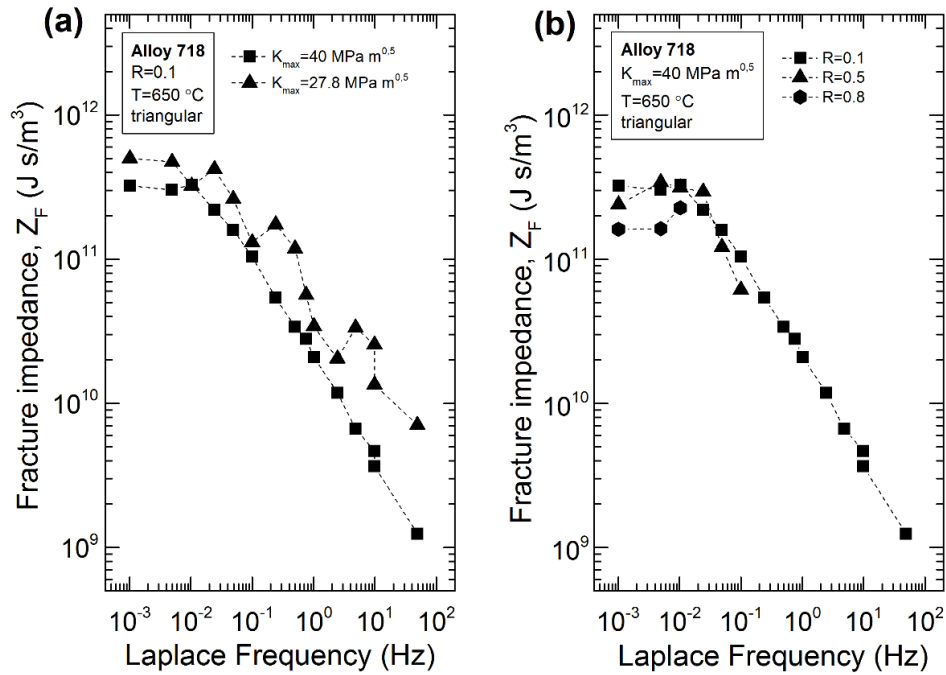 (a)
Alloy 718
R=0.1
T=650 °C
triangular
K_max=40 MPa m^0,5
K_max=27.8 MPa m^0,5
Fracture impedance, Z_F (J s/m^3)
10^12
10^11
10^10
10^9
10^-3 10^-2 10^-1 10^0 10^1 10^2
Laplace Frequency (Hz)
(b)
Alloy 718
K_max=40 MPa m^0,5
T=650 °C
triangular
R=0.1
R=0.5
R=0.8
Fracture impedance, Z_F (J s/m^3)
10^12
10^11
10^10
10^9
10^-3 10^-2 10^-1 10^0 10^1 10^2
Laplace Frequency (Hz)